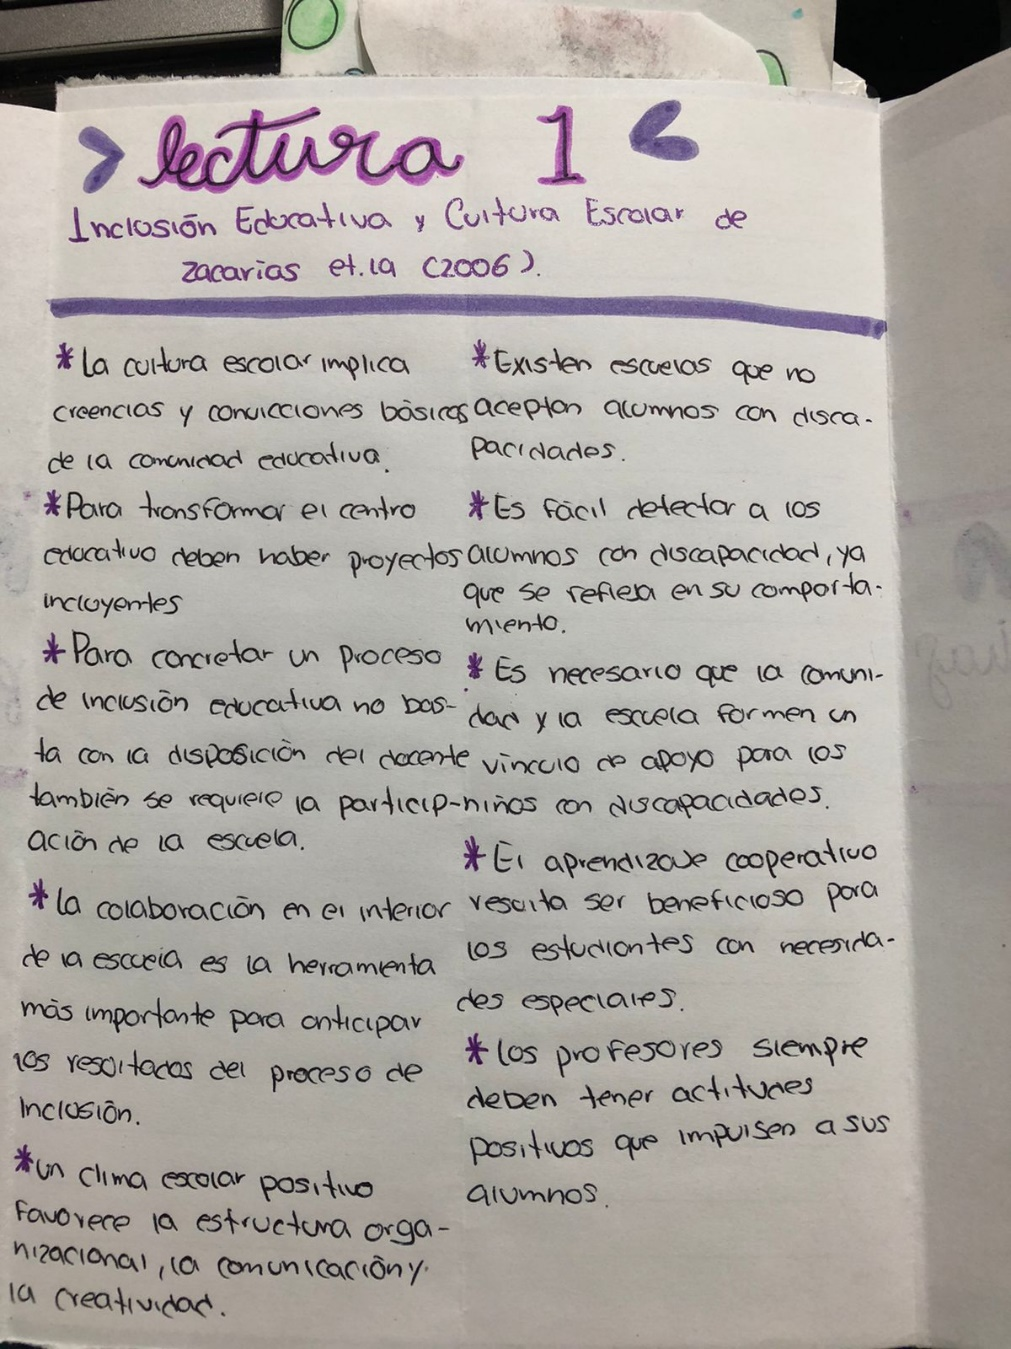 lectura 1
Inclusión Educativa y Cultura Escolar de
Zacarias et.la (2006).
*La cultura escolar implica
creencias y convicciones básicas
de la comunidad educativa.
*Para transformar el centro
educativo deben haber proyectos
incluyentes
*Para concretar un proceso
de inclusión educativa no bas-
ta con la disposición del docente
también se requiere la particip-
ación de la escuela.
*La colaboración en el interior
de la escuela es la herramienta
más importante para anticipar
los resultados del proceso de
inclusión.
*un clima escolar positivo
favorece la estructura orga-
nizacional, la comunicación y
la creatividad.
*Existen escuelas que no
aceptan alumnos con disca-
pacidades.
*Es fácil detectar a los
alumnos con discapacidad, ya
que se refleja en su comporta-
miento.
*Es necesario que la comuni-
dad y la escuela formen un
vínculo de apoyo para los
niños con discapacidades.
*El aprendizaje cooperativo
resulta ser beneficioso para
los estudiantes con necesida-
des especiales.
*Los profesores siempre
deben tener actitudes
positivas que impulsen a sus
alumnos.